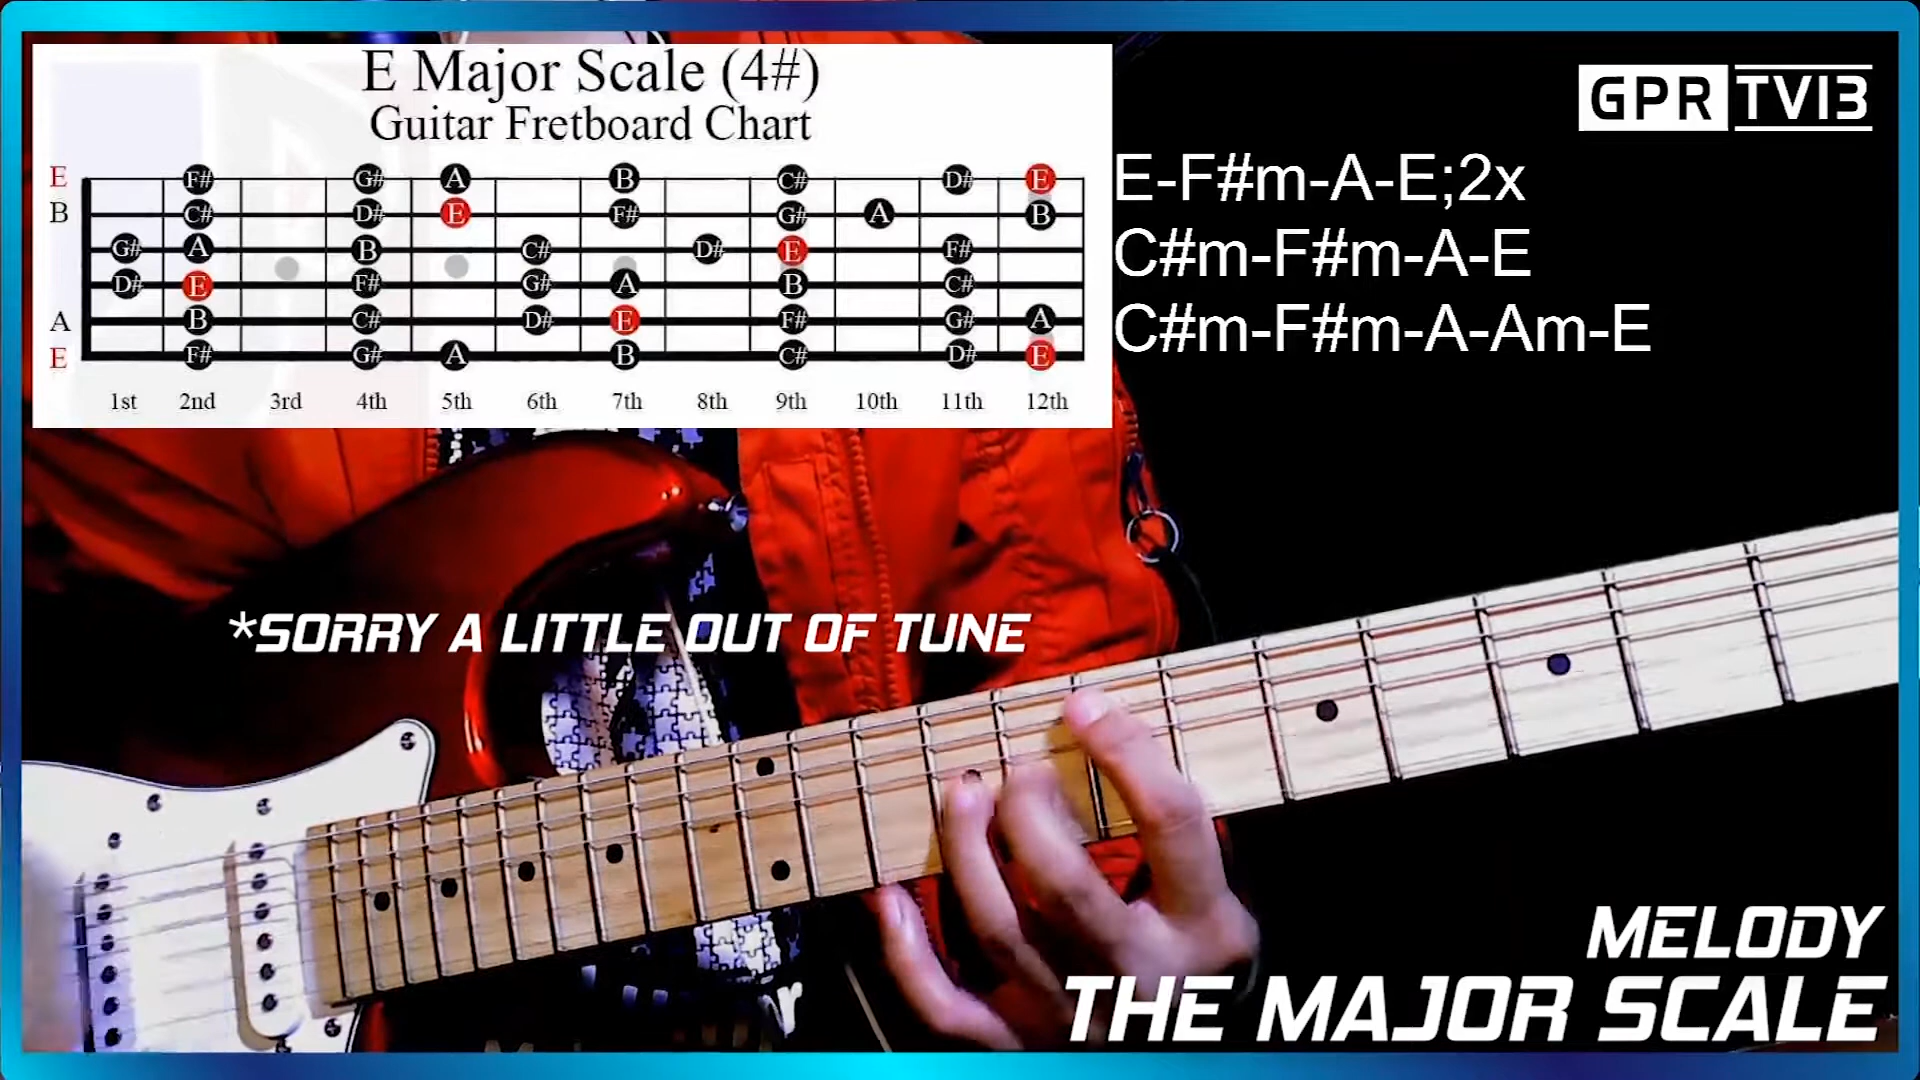 E Major Scale (4#)
Guitar Fretboard Chart
E F# G# A B C# D# E
B C# D# E F# G# A B
G# A B C# D# E F#
D# E F# G# A B C#
A B C# D# E F# G# A
E F# G# A B C# D# E
1st 2nd 3rd 4th 5th 6th 7th 8th 9th 10th 11th 12th
GPR TV13
E-F#m-A-E;2x
C#m-F#m-A-E
C#m-F#m-A-Am-E
*SORRY A LITTLE OUT OF TUNE
MELODY
THE MAJOR SCALE